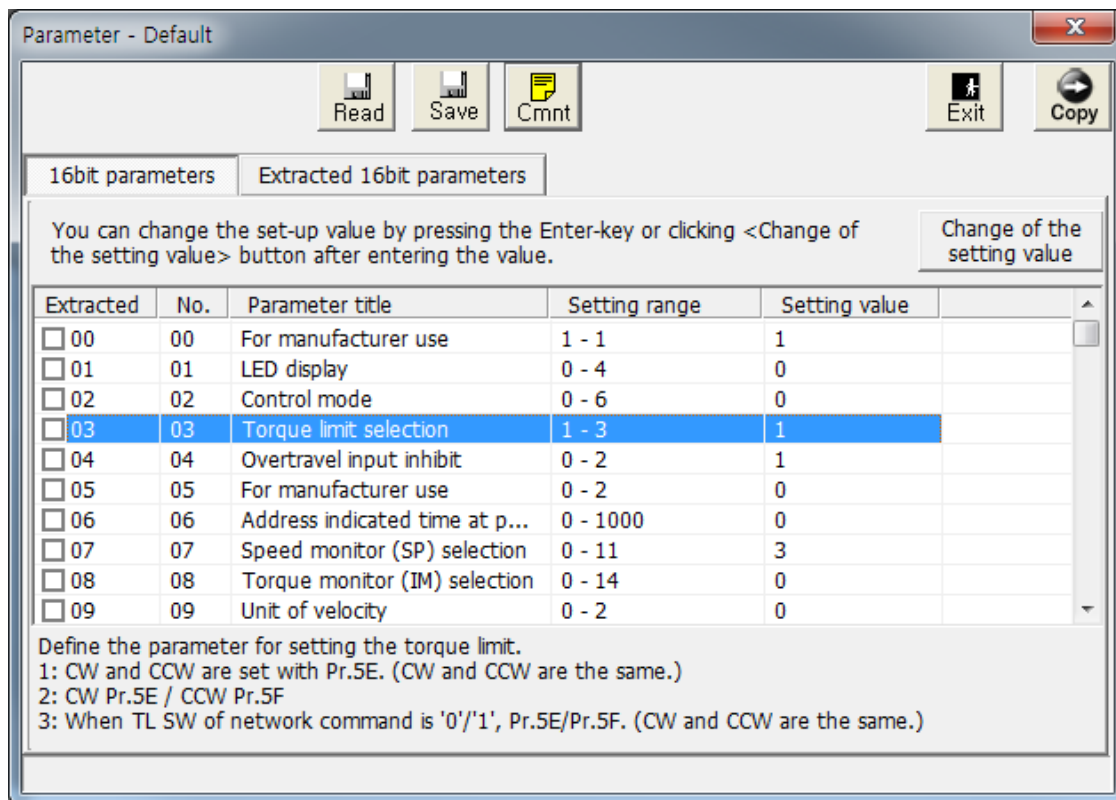 Parameter - Default
Read Save Cmnt Exit Copy
16bit parameters Extracted 16bit parameters
You can change the set-up value by pressing the Enter-key or clicking <Change of
the setting value> button after entering the value.
Change of the
setting value
Extracted No. Parameter title Setting range Setting value
00 00 For manufacturer use 1 - 1 1
01 01 LED display 0 - 4 0
02 02 Control mode 0 - 6 0
03 03 Torque limit selection 1 - 3 1
04 04 Overtravel input inhibit 0 - 2 1
05 05 For manufacturer use 0 - 2 0
06 06 Address indicated time at p... 0 - 1000 0
07 07 Speed monitor (SP) selection 0 - 11 3
08 08 Torque monitor (IM) selection 0 - 14 0
09 09 Unit of velocity 0 - 2 0
Define the parameter for setting the torque limit.
1: CW and CCW are set with Pr.5E. (CW and CCW are the same.)
2: CW Pr.5E / CCW Pr.5F
3: When TL SW of network command is '0'/'1', Pr.5E/Pr.5F. (CW and CCW are the same.)